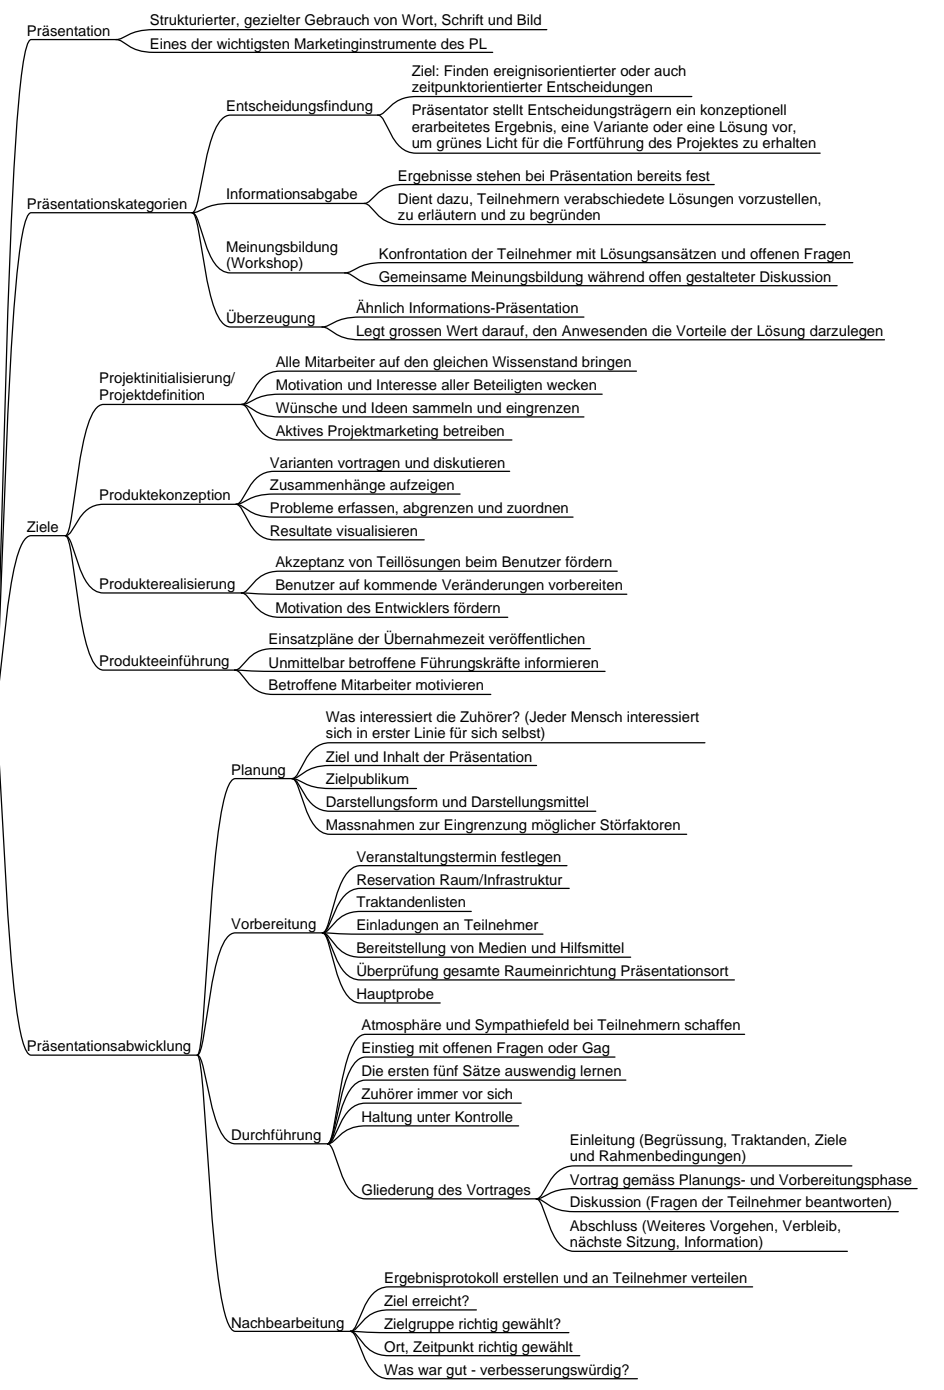 Präsentation
Strukturierter, gezielter Gebrauch von Wort, Schrift und Bild
Eines der wichtigsten Marketinginstrumente des PL
Präsentationskategorien
Entscheidungsfindung
Ziel: Finden ereignisorientierter oder auch
zeitpunktorientierter Entscheidungen
Präsentator stellt Entscheidungsträgern ein konzeptionell
erarbeitetes Ergebnis, eine Variante oder eine Lösung vor,
um grünes Licht für die Fortführung des Projektes zu erhalten
Informationsabgabe
Ergebnisse stehen bei Präsentation bereits fest
Dient dazu, Teilnehmern verabschiedete Lösungen vorzustellen,
zu erläutern und zu begründen
Meinungsbildung
(Workshop)
Konfrontation der Teilnehmer mit Lösungsansätzen und offenen Fragen
Gemeinsame Meinungsbildung während offen gestalteter Diskussion
Überzeugung
Ähnlich Informations-Präsentation
Legt grossen Wert darauf, den Anwesenden die Vorteile der Lösung darzulegen
Ziele
Projektinitialisierung/
Projektdefinition
Alle Mitarbeiter auf den gleichen Wissenstand bringen
Motivation und Interesse aller Beteiligten wecken
Wünsche und Ideen sammeln und eingrenzen
Aktives Projektmarketing betreiben
Produktekonzeption
Varianten vortragen und diskutieren
Zusammenhänge aufzeigen
Probleme erfassen, abgrenzen und zuordnen
Resultate visualisieren
Produkterealisierung
Akzeptanz von Teillösungen beim Benutzer fördern
Benutzer auf kommende Veränderungen vorbereiten
Motivation des Entwicklers fördern
Produkteeinführung
Einsatzpläne der Übernahmezeit veröffentlichen
Unmittelbar betroffene Führungskräfte informieren
Betroffene Mitarbeiter motivieren
Präsentationsabwicklung
Planung
Was interessiert die Zuhörer? (Jeder Mensch interessiert
sich in erster Linie für sich selbst)
Ziel und Inhalt der Präsentation
Zielpublikum
Darstellungsform und Darstellungsmittel
Massnahmen zur Eingrenzung möglicher Störfaktoren
Vorbereitung
Veranstaltungstermin festlegen
Reservation Raum/Infrastruktur
Traktandenlisten
Einladungen an Teilnehmer
Bereitstellung von Medien und Hilfsmittel
Überprüfung gesamte Raumeinrichtung Präsentationsort
Hauptprobe
Durchführung
Atmosphäre und Sympathiefeld bei Teilnehmern schaffen
Einstieg mit offenen Fragen oder Gag
Die ersten fünf Sätze auswendig lernen
Zuhörer immer vor sich
Haltung unter Kontrolle
Gliederung des Vortrages
Einleitung (Begrüssung, Traktanden, Ziele
und Rahmenbedingungen)
Vortrag gemäss Planungs- und Vorbereitungsphase
Diskussion (Fragen der Teilnehmer beantworten)
Abschluss (Weiteres Vorgehen, Verbleib,
nächste Sitzung, Information)
Nachbearbeitung
Ergebnisprotokoll erstellen und an Teilnehmer verteilen
Ziel erreicht?
Zielgruppe richtig gewählt?
Ort, Zeitpunkt richtig gewählt
Was war gut - verbesserungswürdig?